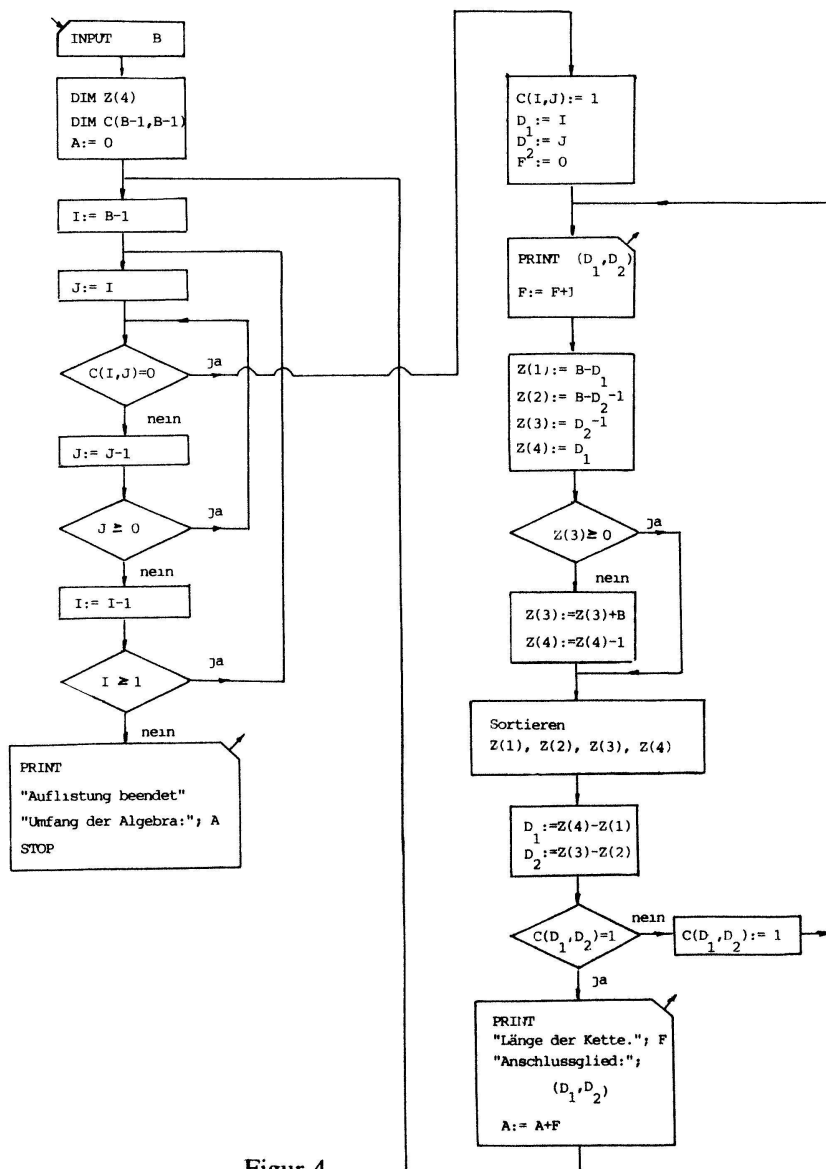 INPUT B
DIM Z(4)
DIM C(B-1,B-1)
A:= 0
I:= B-1
J:= I
C(I,J)=0
ja
nein
J:= J-1
J ≥ 0
ja
nein
I:= I-1
I ≥ 1
ja
nein
PRINT
"Auflistung beendet"
"Umfang der Algebra:"; A
STOP
C(I,J):= 1
D₁:= I
D₂:= J
F:= 0
PRINT (D₁,D₂)
F:= F+1
Z(1):= B-D₁
Z(2):= B-D₂-1
Z(3):= D₂-1
Z(4):= D₁
Z(3)≥ 0
ja
nein
Z(3):=Z(3)+B
Z(4):=Z(4)-1
Sortieren
Z(1), Z(2), Z(3), Z(4)
D₁:=Z(4)-Z(1)
D₂:=Z(3)-Z(2)
C(D₁,D₂)=1
nein
C(D₁,D₂):= 1
ja
PRINT
"Länge der Kette."; F
"Anschlussglied:";
(D₁,D₂)
A:= A+F
Figur 4